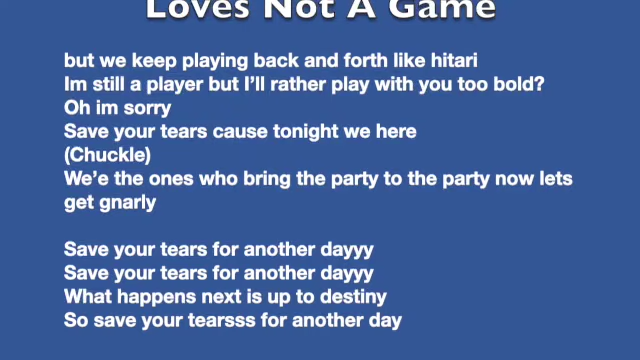 Loves Not A Game
but we keep playing back and forth like hitari
Im still a player but I'll rather play with you too bold?
Oh im sorry
Save your tears cause tonight we here
(Chuckle)
We'e the ones who bring the party to the party now lets
get gnarly
Save your tears for another dayyy
Save your tears for another dayyy
What happens next is up to destiny
So save your tearsss for another day